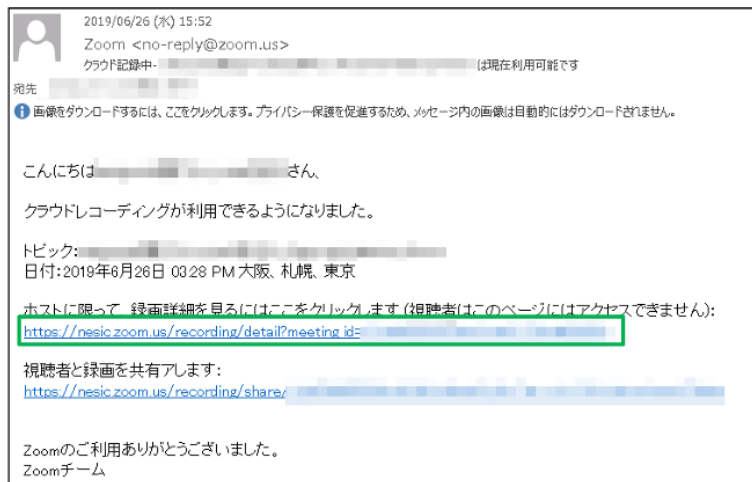 2019/06/26 (水) 15:52
Zoom <no-reply@zoom.us>
クラウド記録中- は現在利用可能です
宛先
画像をダウンロードするには、ここをクリックします。プライバシー保護を促進するため、メッセージ内の画像は自動的にはダウンロードされません。
こんにちは さん、
クラウドレコーディングが利用できるようになりました。
トピック:
日付:2019年6月26日 03:28 PM 大阪、札幌、東京
ホストに限って、録画詳細を見るにはここをクリックします (視聴者はこのページにはアクセスできません):
https://nesic.zoom.us/recording/detail?meeting_id=
視聴者と録画を共有アします:
https://nesic.zoom.us/recording/share/
Zoomのご利用ありがとうございました。
Zoomチーム